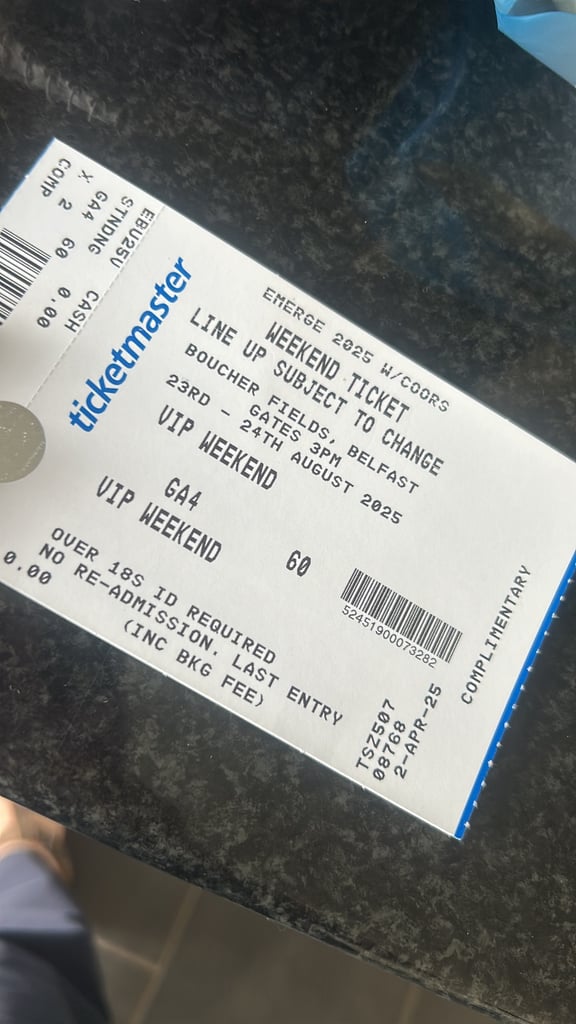 COMP
X 2 60 0.00
GA4
STNDNG CASH
EBU25V
ticketmaster
EMERGE 2025 W/COORS
WEEKEND TICKET
LINE UP SUBJECT TO CHANGE
BOUCHER FIELDS, BELFAST
GATES 3PM
23RD - 24TH AUGUST 2025
VIP WEEKEND
GA4 60
VIP WEEKEND
OVER 18S ID REQUIRED
NO RE-ADMISSION. LAST ENTRY
0.00 (INC BKG FEE)
52451900073282
TSZ507
08768
2-APR-25
COMPLIMENTARY